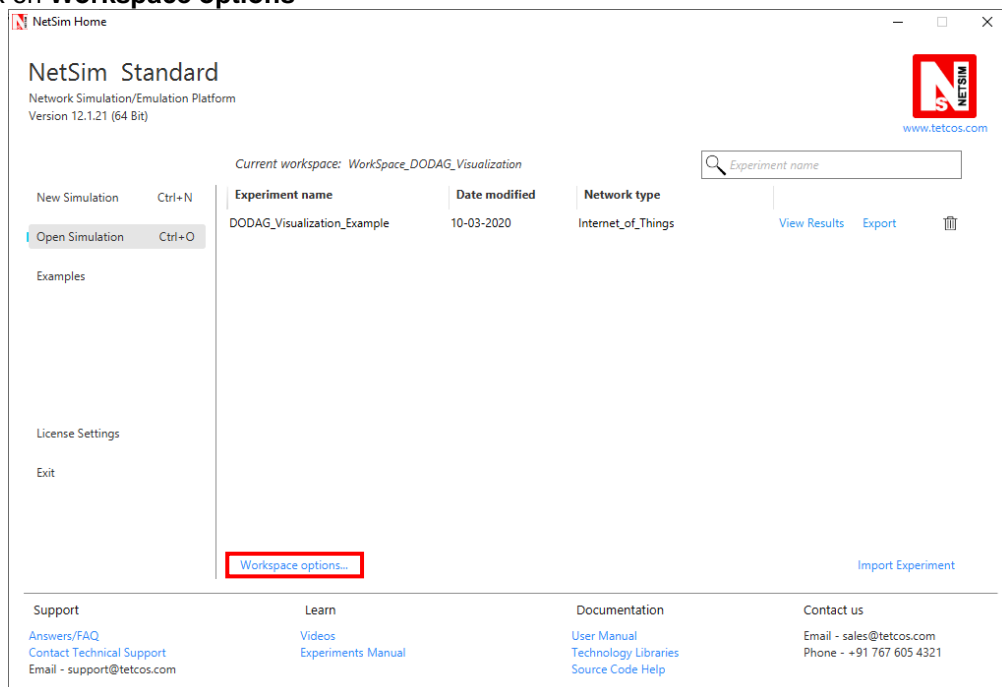 on Workspace options
NetSim Home
NetSim Standard
Network Simulation/Emulation Platform
Version 12.1.21 (64 Bit)
NETSIM
www.tetcos.com
Current workspace: WorkSpace_DODAG_Visualization
Experiment name
New Simulation Ctrl+N
Experiment name Date modified Network type
DODAG_Visualization_Example 10-03-2020 Internet_of_Things View Results Export
Open Simulation Ctrl+O
Examples
License Settings
Exit
Workspace options...
Import Experiment
Support Learn Documentation Contact us
Answers/FAQ Videos User Manual Email - sales@tetcos.com
Contact Technical Support Experiments Manual Technology Libraries Phone - +91 767 605 4321
Email - support@tetcos.com Source Code Help